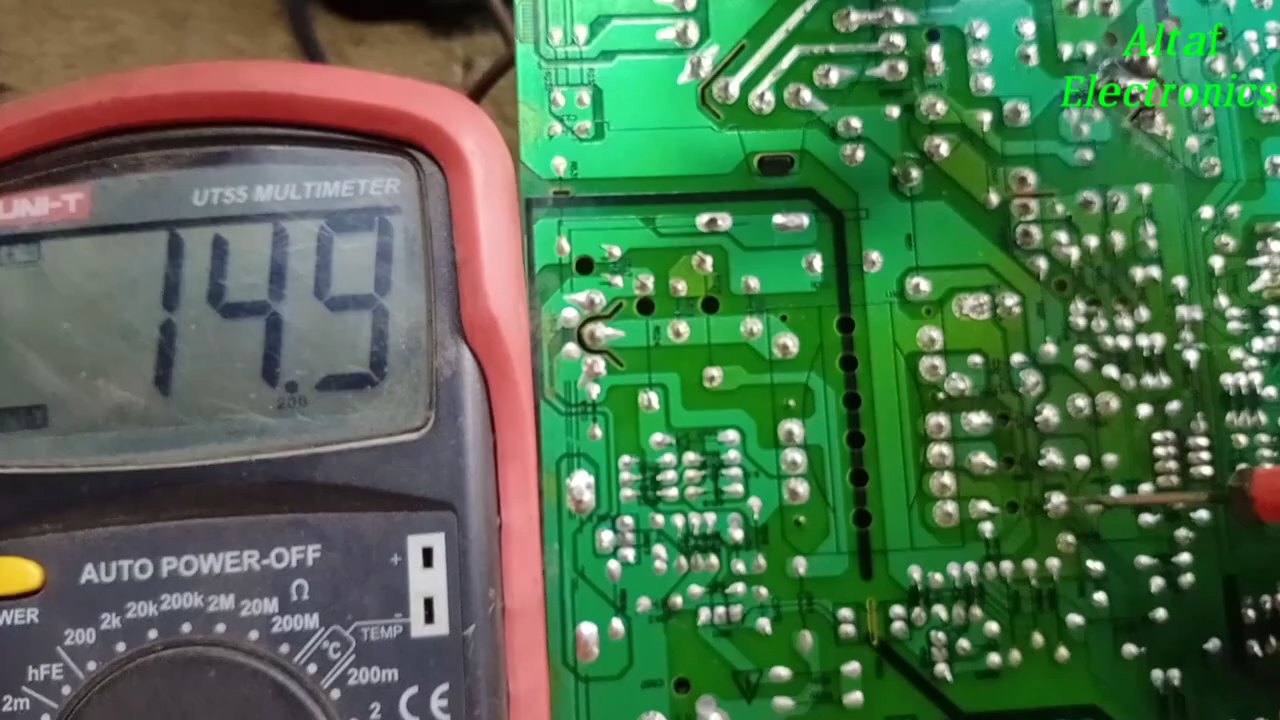 Altaf
Electronics
UNI-T
UT55 MULTIMETER
14.9
200
AUTO POWER-OFF
+
-
Ω
200 2k 20k 200k 2M 20M 200M
TEMP
hFE
°C
200m
2m
2
CE